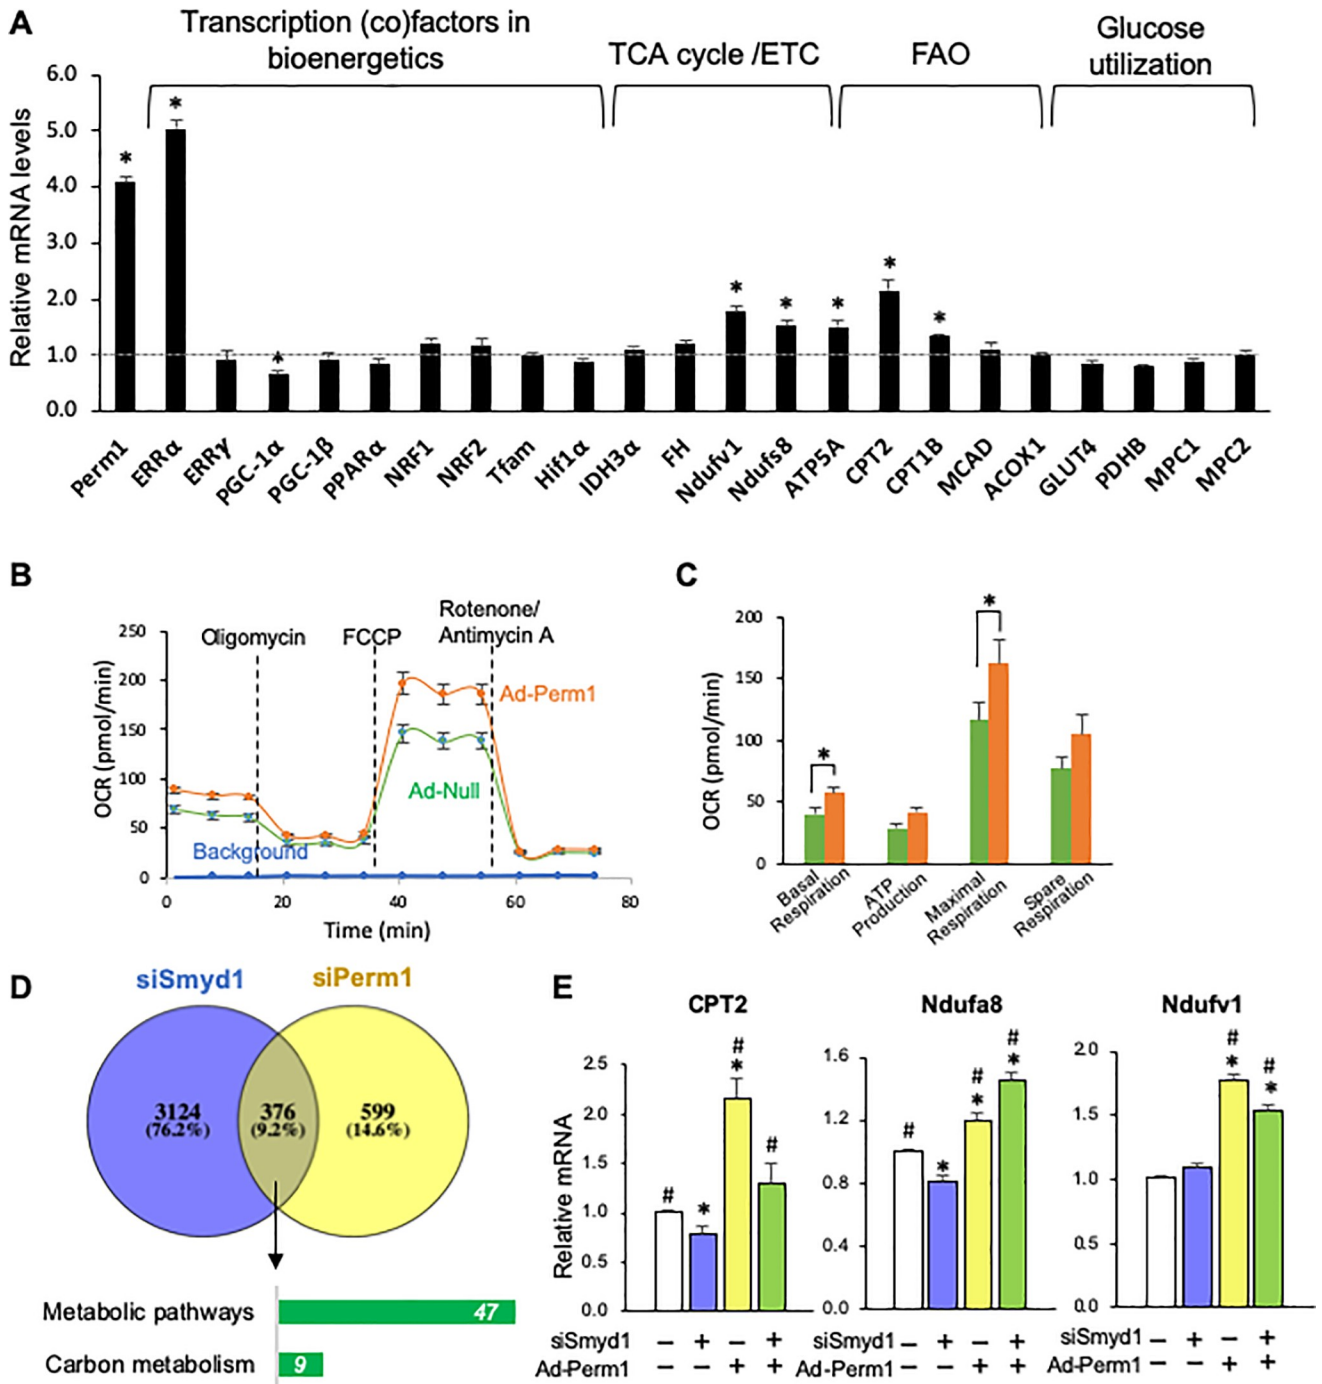 A
Transcription (co)factors in
bioenergetics
TCA cycle /ETC
FAO
Glucose
utilization
Relative mRNA levels
6.0
5.0
4.0
3.0
2.0
1.0
0.0
* * * * * * * * *
Perm1 ERRα ERRγ PGC-1α PGC-1β PPARα NRF1 NRF2 Tfam Hif1α IDH3α FH Ndufv1 Ndufs8 ATP5A CPT2 CPT1B MCAD ACOX1 GLUT4 PDHB MPC1 MPC2
B
OCR (pmol/min)
250
200
150
100
50
0
Oligomycin
FCCP
Rotenone/
Antimycin A
Ad-Perm1
Ad-Null
Background
0 20 40 60 80
Time (min)
C
OCR (pmol/min)
200
150
100
50
0
* *
Basal
Respiration
ATP
Production
Maximal
Respiration
Spare
Respiration
D
siSmyd1 siPerm1
3124
(76.2%)
376
(9.2%)
599
(14.6%)
Metabolic pathways 47
Carbon metabolism 9
E
Relative mRNA
CPT2
2.5
2.0
1.5
1.0
0.5
0.0
# * # * #
siSmyd1 – + – +
Ad-Perm1 – – + +
Ndufa8
1.6
1.2
0.8
0.4
0.0
# * # * # *
siSmyd1 – + – +
Ad-Perm1 – – + +
Ndufv1
2.0
1.5
1.0
0.5
0.0
# * # *
siSmyd1 – + – +
Ad-Perm1 – – + +